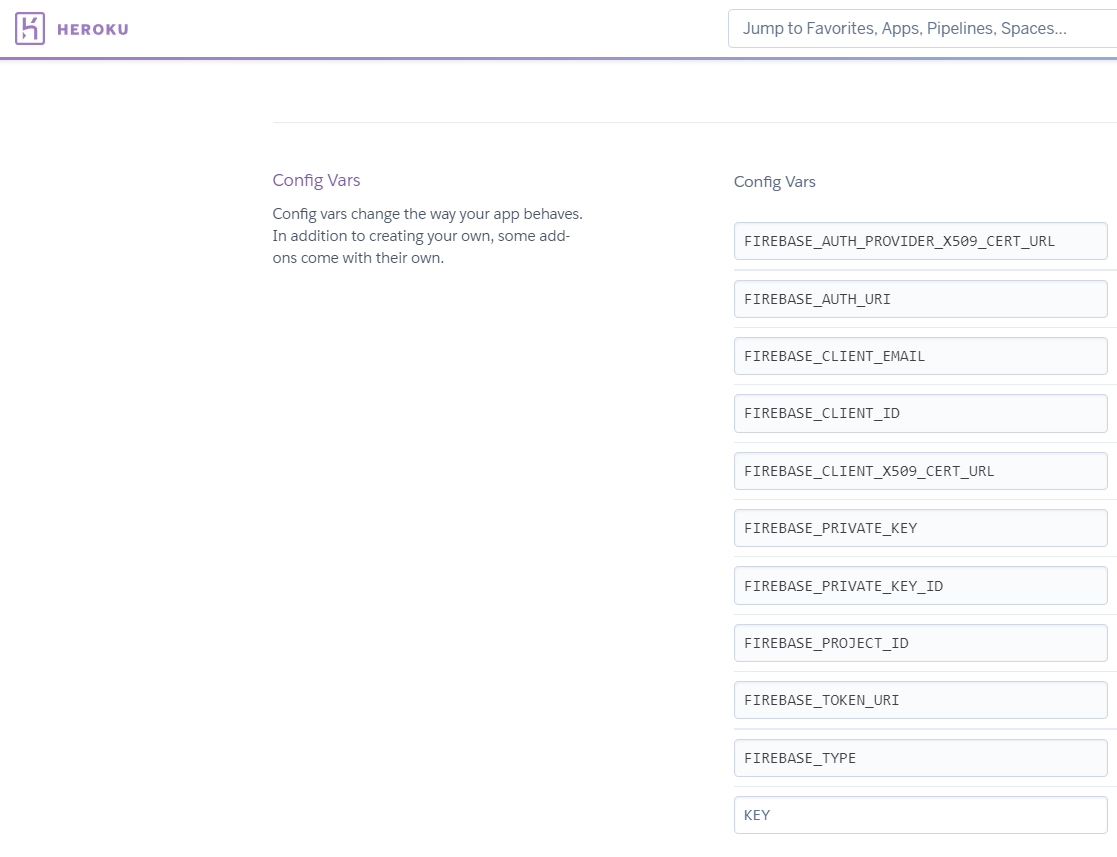 HEROKU
Jump to Favorites, Apps, Pipelines, Spaces...
Config Vars
Config vars change the way your app behaves.
In addition to creating your own, some add-
ons come with their own.
Config Vars
FIREBASE_AUTH_PROVIDER_X509_CERT_URL
FIREBASE_AUTH_URI
FIREBASE_CLIENT_EMAIL
FIREBASE_CLIENT_ID
FIREBASE_CLIENT_X509_CERT_URL
FIREBASE_PRIVATE_KEY
FIREBASE_PRIVATE_KEY_ID
FIREBASE_PROJECT_ID
FIREBASE_TOKEN_URI
FIREBASE_TYPE
KEY